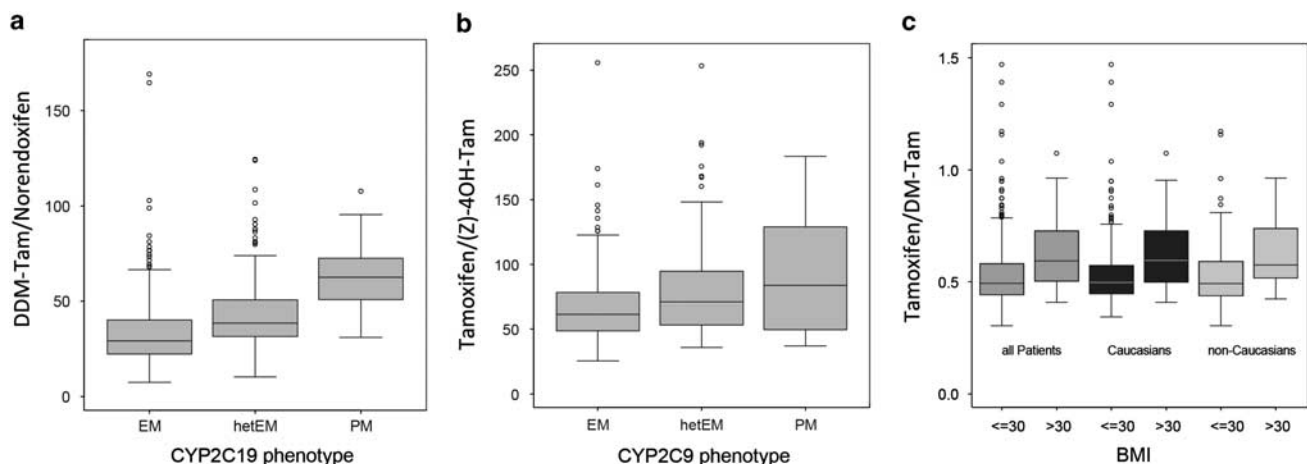 a
DDM-Tam/Norendoxifen
150
100
50
0
EM hetEM PM
CYP2C19 phenotype
b
Tamoxifen/(Z)-4OH-Tam
250
200
150
100
50
0
EM hetEM PM
CYP2C9 phenotype
c
Tamoxifen/DM-Tam
1.5
1.0
0.5
0.0
all Patients Caucasians non-Caucasians
<=30 >30 <=30 >30 <=30 >30
BMI